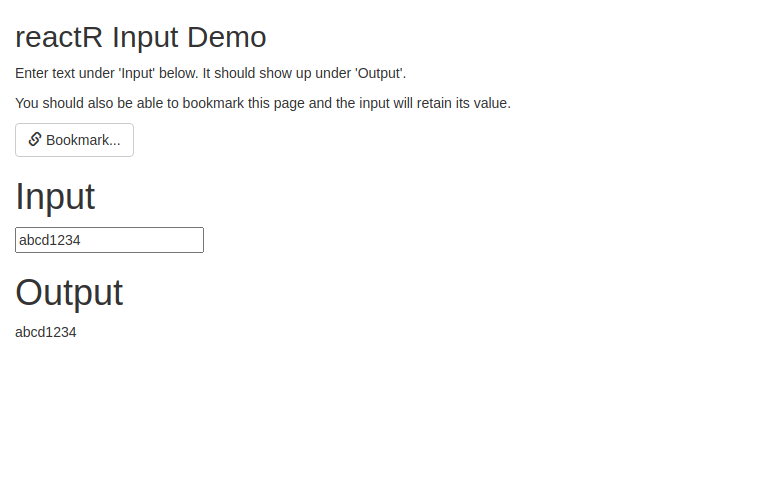 reactR Input Demo
Enter text under 'Input' below. It should show up under 'Output'.
You should also be able to bookmark this page and the input will retain its value.
Bookmark...
Input
abcd1234
Output
abcd1234